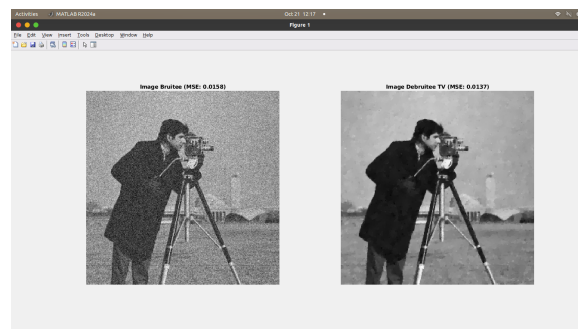 Activities MATLAB R2024a Oct 21 12:17
Figure 1
File Edit View Insert Tools Desktop Window Help
Image Bruitee (MSE: 0.0158) Image Debruitee TV (MSE: 0.0137)